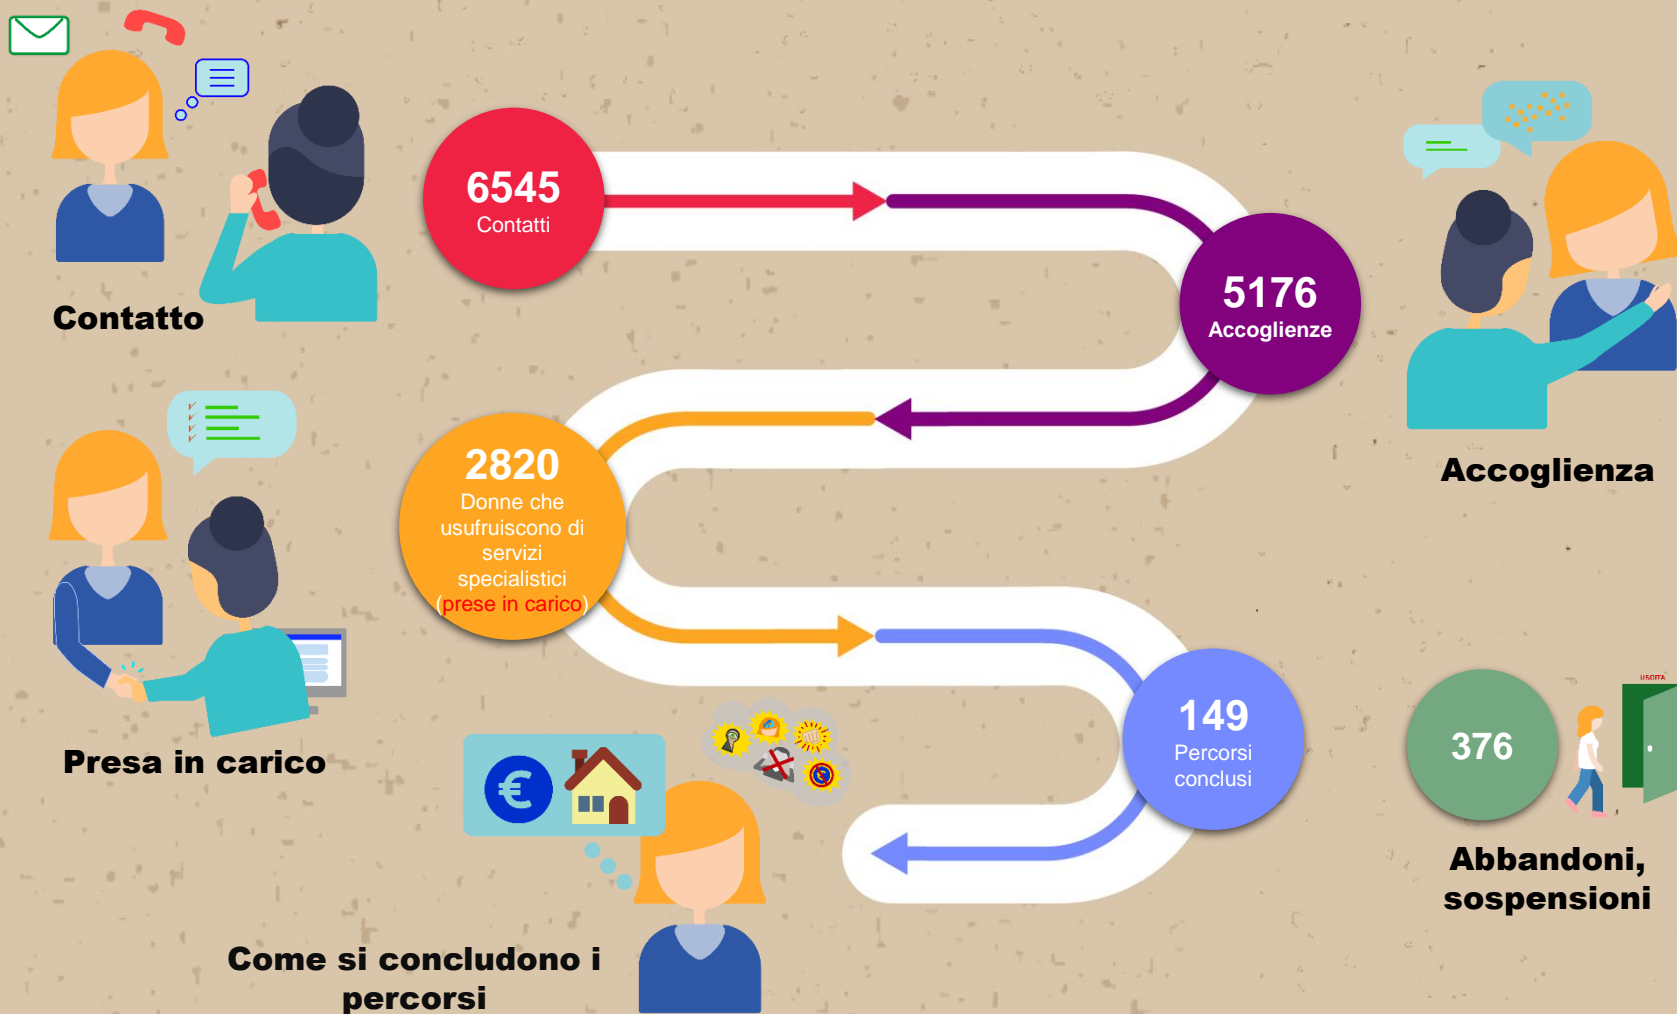 6545
Contatti
Contatto
5176
Accoglienze
Accoglienza
2820
Donne che
usufruiscono di
servizi
specialistici
(prese in carico)
Presa in carico
149
Percorsi
conclusi
376
USCITA
Abbandoni,
sospensioni
€
Come si concludono i
percorsi